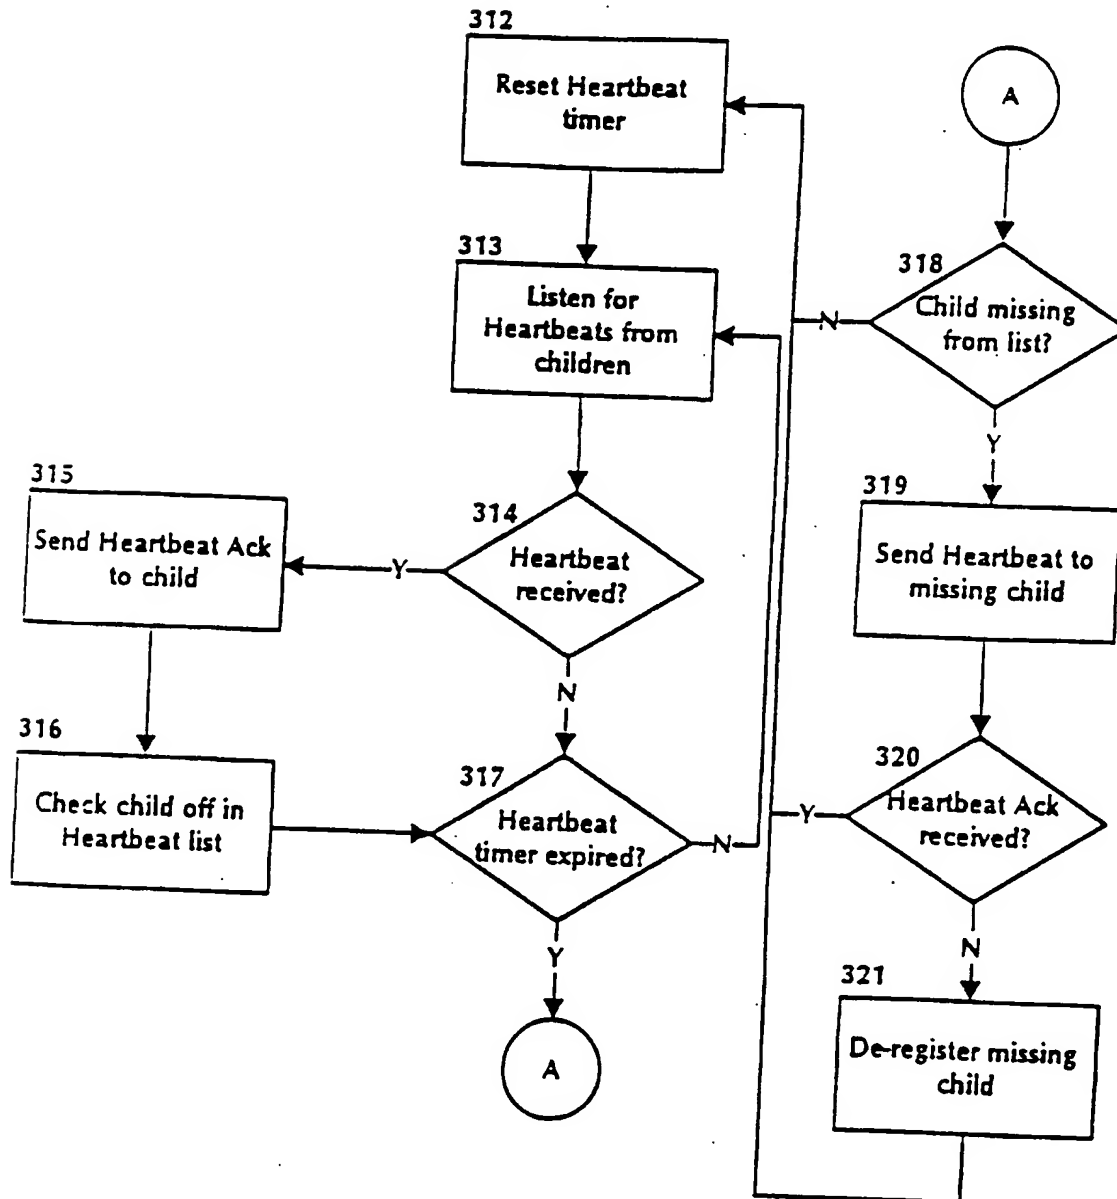 312
Reset Heartbeat
timer
313
Listen for
Heartbeats from
children
314
Heartbeat
received?
Y
N
315
Send Heartbeat Ack
to child
316
Check child off in
Heartbeat list
317
Heartbeat
timer expired?
N
Y
A
A
318
Child missing
from list?
N
Y
319
Send Heartbeat to
missing child
320
Heartbeat Ack
received?
Y
N
321
De-register missing
child